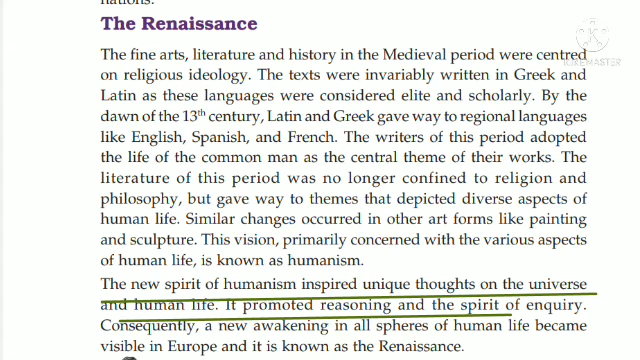 nations.
The Renaissance
The fine arts, literature and history in the Medieval period were centred
on religious ideology. The texts were invariably written in Greek and
Latin as these languages were considered elite and scholarly. By the
dawn of the 13th century, Latin and Greek gave way to regional languages
like English, Spanish, and French. The writers of this period adopted
the life of the common man as the central theme of their works. The
literature of this period was no longer confined to religion and
philosophy, but gave way to themes that depicted diverse aspects of
human life. Similar changes occurred in other art forms like painting
and sculpture. This vision, primarily concerned with the various aspects
of human life, is known as humanism.
The new spirit of humanism inspired unique thoughts on the universe
and human life. It promoted reasoning and the spirit of enquiry.
Consequently, a new awakening in all spheres of human life became
visible in Europe and it is known as the Renaissance.
KINEMASTER